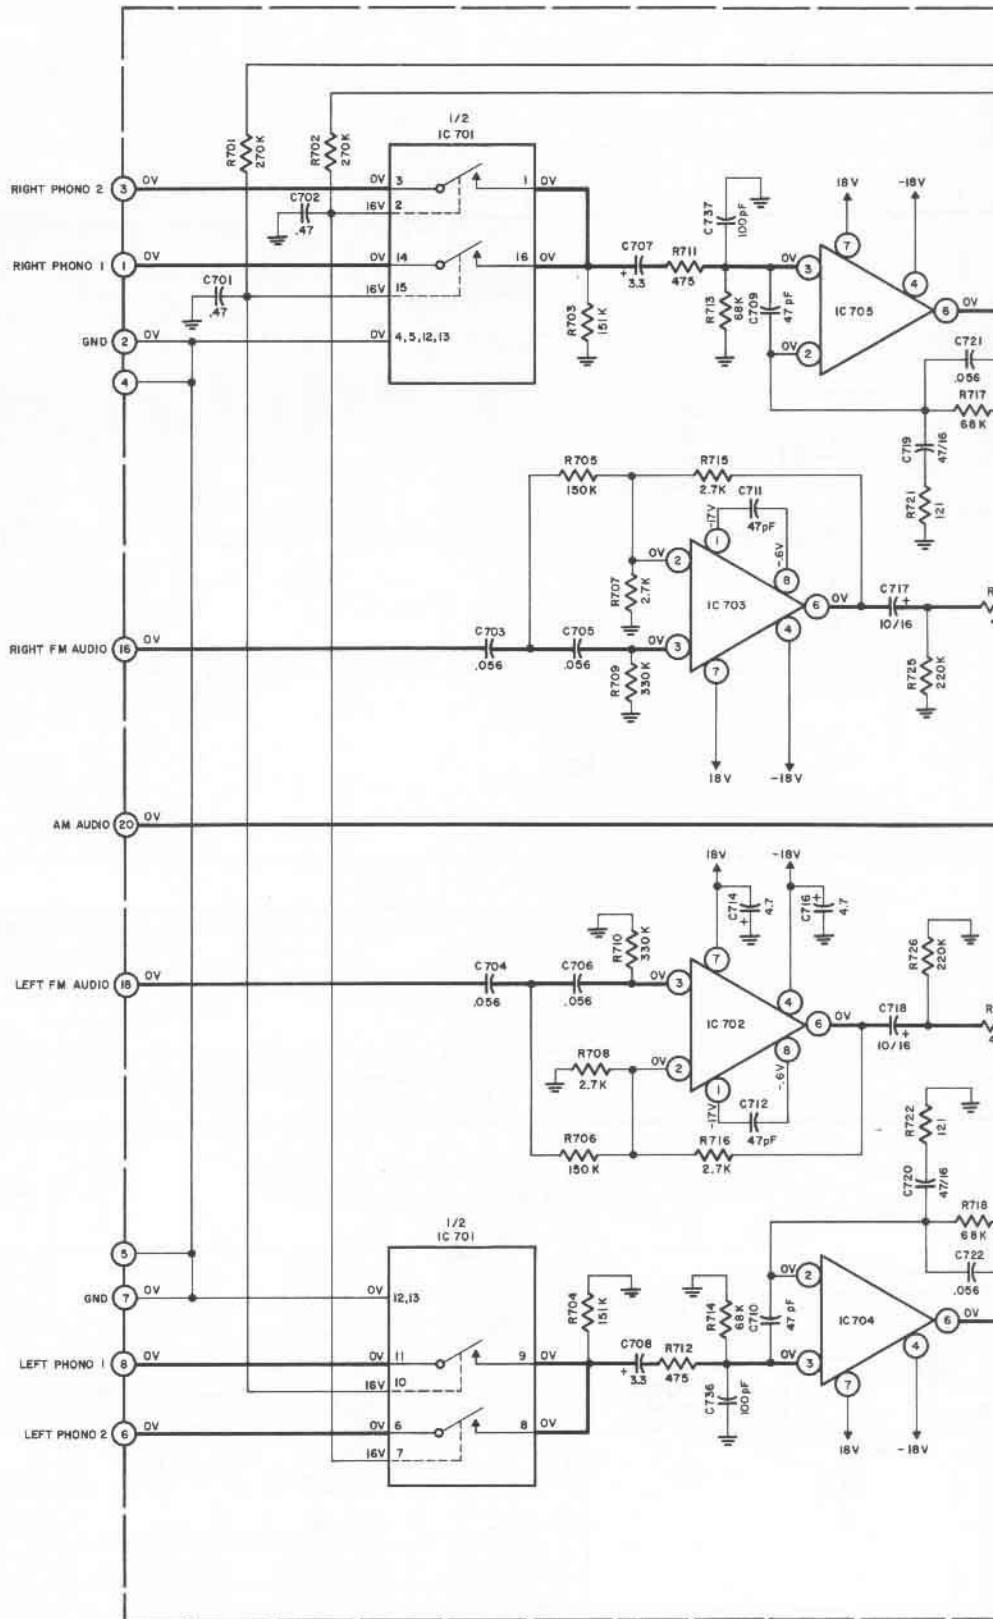 1/2
IC 701
R701
270K
R702
270K
RIGHT PHONO 2
3
0V
0V
3
1
0V
16V
2
C702
.47
RIGHT PHONO 1
1
0V
0V
14
16
0V
16V
15
C701
.47
GND
2
0V
0V
4,5,12,13
4
R703
151K
C707
+
3.3
R711
475
C737
100pF
R713
68K
C709
47 pF
0V
3
0V
2
IC705
18V
7
-18V
4
6
0V
C721
.056
R717
68K
C719
47/16
R721
121
R705
150K
R715
2.7K
C711
47pF
-17V
1
-.6V
8
0V
2
R707
2.7K
IC703
6
0V
4
7
0V
3
18V
-18V
RIGHT FM AUDIO
16
0V
C703
.056
C705
.056
R709
330K
C717
+
10/16
R725
220K
R
4
AM AUDIO
20
0V
18V
-18V
C714
+
4.7
C716
+
4.7
R710
330K
LEFT FM AUDIO
18
0V
C704
.056
C706
.056
0V
3
7
4
IC702
6
0V
8
1
0V
2
R708
2.7K
-17V
C712
47pF
-.6V
R706
150K
R716
2.7K
C718
+
10/16
R726
220K
R
4
R722
121
C720
47/16
R718
68K
C722
.056
1/2
IC 701
5
GND
7
0V
0V
12,13
LEFT PHONO 1
8
0V
0V
11
9
0V
16V
10
LEFT PHONO 2
6
0V
0V
6
8
0V
16V
7
R704
151K
C708
+
3.3
R712
475
R714
68K
C710
47 pF
C736
100pF
0V
2
0V
3
IC704
6
0V
4
7
18V
-18V